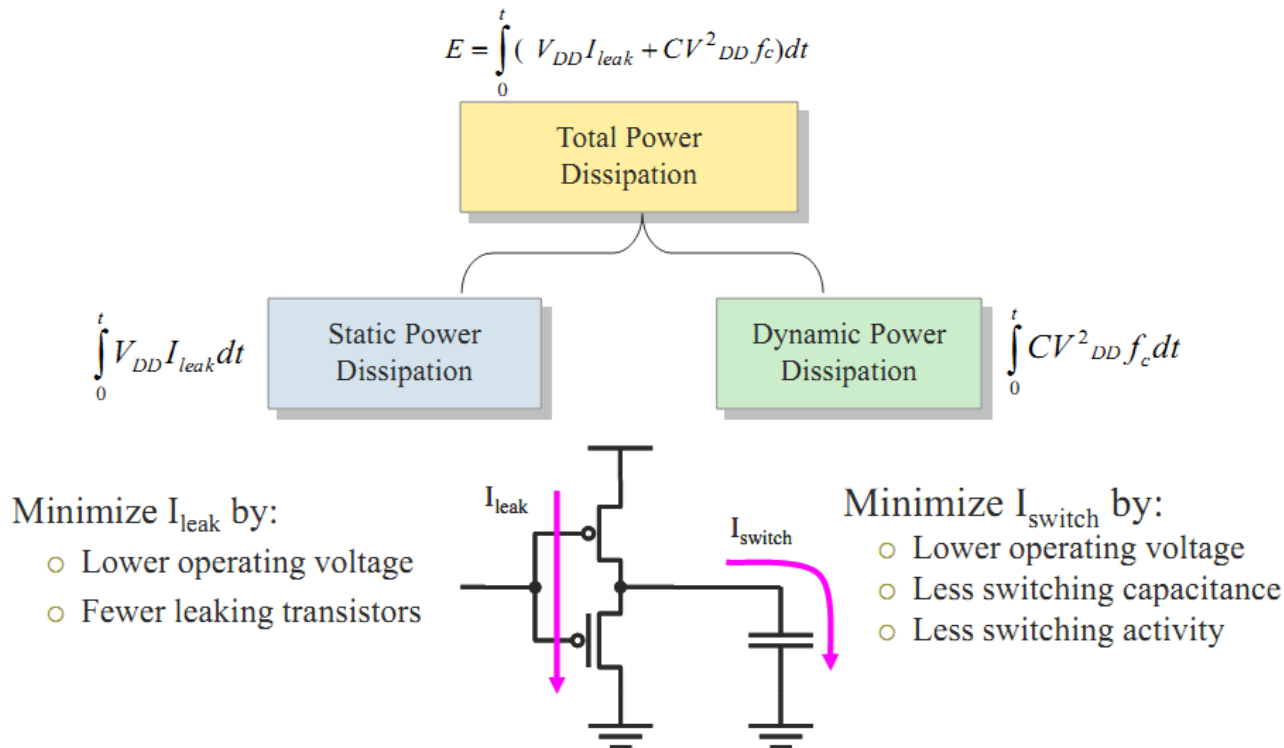 E = ∫₀ᵗ ( V_DD I_leak + CV²_DD f_c)dt
Total Power
Dissipation
Static Power
Dissipation
∫₀ᵗ V_DD I_leak dt
Dynamic Power
Dissipation
∫₀ᵗ CV²_DD f_c dt
Minimize I_leak by:
○ Lower operating voltage
○ Fewer leaking transistors
I_leak
I_switch
Minimize I_switch by:
○ Lower operating voltage
○ Less switching capacitance
○ Less switching activity